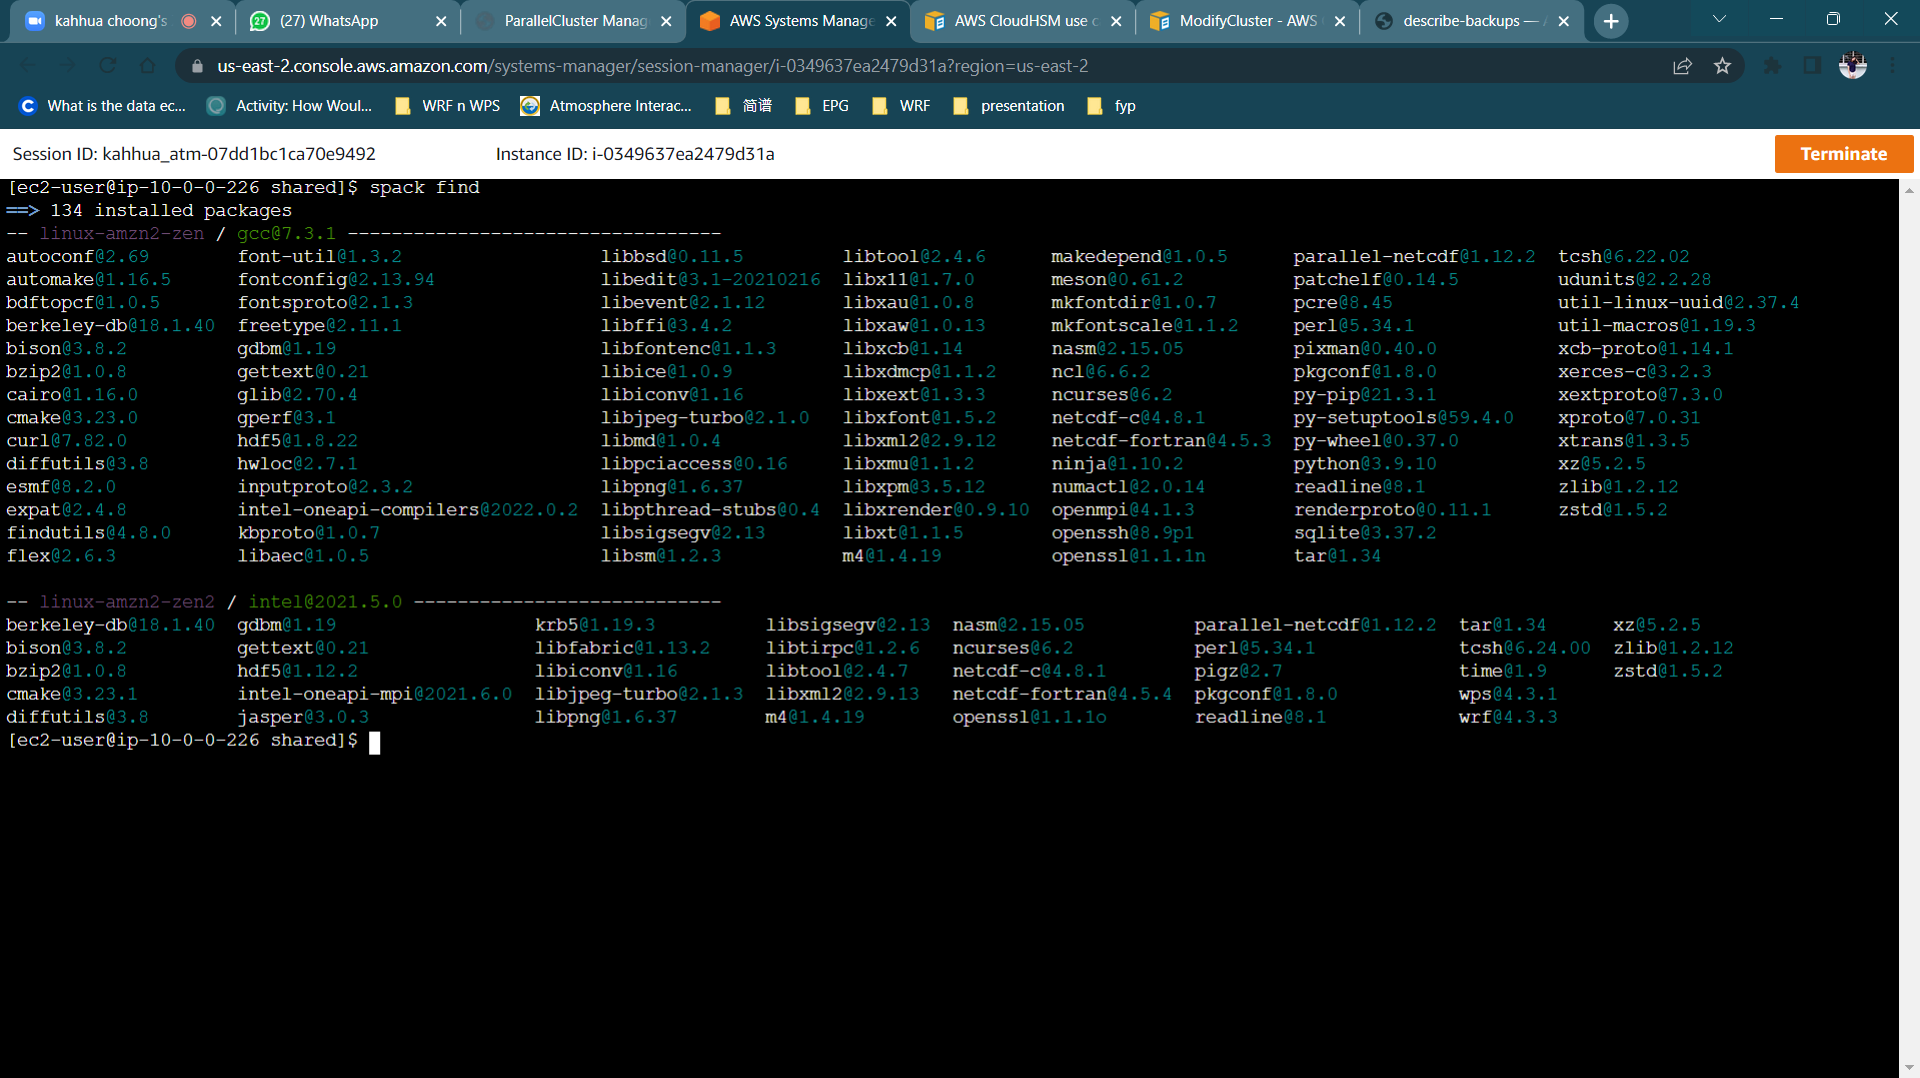 kahhua choong's
(27) WhatsApp
ParallelCluster Manag
AWS Systems Manage
AWS CloudHSM use c
ModifyCluster - AWS
describe-backups —
us-east-2.console.aws.amazon.com/systems-manager/session-manager/i-0349637ea2479d31a?region=us-east-2
What is the data ec... Activity: How Woul... WRF n WPS Atmosphere Interac... 简谱 EPG WRF presentation fyp
Session ID: kahhua_atm-07dd1bc1ca70e9492 Instance ID: i-0349637ea2479d31a Terminate
[ec2-user@ip-10-0-0-226 shared]$ spack find
==> 134 installed packages
-- linux-amzn2-zen / gcc@7.3.1 ----------------------------------
autoconf@2.69 font-util@1.3.2 libbsd@0.11.5 libtool@2.4.6 makedepend@1.0.5 parallel-netcdf@1.12.2 tcsh@6.22.02
automake@1.16.5 fontconfig@2.13.94 libedit@3.1-20210216 libx11@1.7.0 meson@0.61.2 patchelf@0.14.5 udunits@2.2.28
bdftopcf@1.0.5 fontsproto@2.1.3 libevent@2.1.12 libxau@1.0.8 mkfontdir@1.0.7 pcre@8.45 util-linux-uuid@2.37.4
berkeley-db@18.1.40 freetype@2.11.1 libffi@3.4.2 libxaw@1.0.13 mkfontscale@1.1.2 perl@5.34.1 util-macros@1.19.3
bison@3.8.2 gdbm@1.19 libfontenc@1.1.3 libxcb@1.14 nasm@2.15.05 pixman@0.40.0 xcb-proto@1.14.1
bzip2@1.0.8 gettext@0.21 libice@1.0.9 libxdmcp@1.1.2 ncl@6.6.2 pkgconf@1.8.0 xerces-c@3.2.3
cairo@1.16.0 glib@2.70.4 libiconv@1.16 libxext@1.3.3 ncurses@6.2 py-pip@21.3.1 xextproto@7.3.0
cmake@3.23.0 gperf@3.1 libjpeg-turbo@2.1.0 libxfont@1.5.2 netcdf-c@4.8.1 py-setuptools@59.4.0 xproto@7.0.31
curl@7.82.0 hdf5@1.8.22 libmd@1.0.4 libxml2@2.9.12 netcdf-fortran@4.5.3 py-wheel@0.37.0 xtrans@1.3.5
diffutils@3.8 hwloc@2.7.1 libpciaccess@0.16 libxmu@1.1.2 ninja@1.10.2 python@3.9.10 xz@5.2.5
esmf@8.2.0 inputproto@2.3.2 libpng@1.6.37 libxpm@3.5.12 numactl@2.0.14 readline@8.1 zlib@1.2.12
expat@2.4.8 intel-oneapi-compilers@2022.0.2 libpthread-stubs@0.4 libxrender@0.9.10 openmpi@4.1.3 renderproto@0.11.1 zstd@1.5.2
findutils@4.8.0 kbproto@1.0.7 libsigsegv@2.13 libxt@1.1.5 openssh@8.9p1 sqlite@3.37.2
flex@2.6.3 libaec@1.0.5 libsm@1.2.3 m4@1.4.19 openssl@1.1.1n tar@1.34
-- linux-amzn2-zen2 / intel@2021.5.0 ----------------------------
berkeley-db@18.1.40 gdbm@1.19 krb5@1.19.3 libsigsegv@2.13 nasm@2.15.05 parallel-netcdf@1.12.2 tar@1.34 xz@5.2.5
bison@3.8.2 gettext@0.21 libfabric@1.13.2 libtirpc@1.2.6 ncurses@6.2 perl@5.34.1 tcsh@6.24.00 zlib@1.2.12
bzip2@1.0.8 hdf5@1.12.2 libiconv@1.16 libtool@2.4.7 netcdf-c@4.8.1 pigz@2.7 time@1.9 zstd@1.5.2
cmake@3.23.1 intel-oneapi-mpi@2021.6.0 libjpeg-turbo@2.1.3 libxml2@2.9.13 netcdf-fortran@4.5.4 pkgconf@1.8.0 wps@4.3.1
diffutils@3.8 jasper@3.0.3 libpng@1.6.37 m4@1.4.19 openssl@1.1.1o readline@8.1 wrf@4.3.3
[ec2-user@ip-10-0-0-226 shared]$